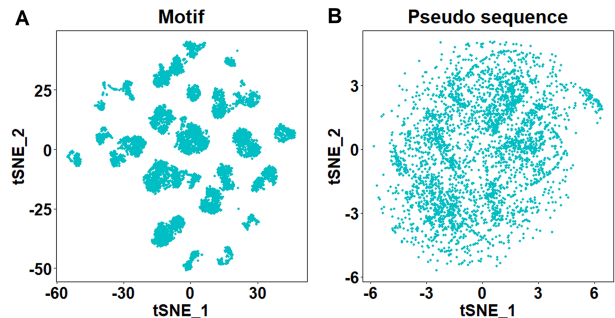 A Motif
tSNE_2
25
0
-25
-50
-60 -30 0 30
tSNE_1
B Pseudo sequence
tSNE_2
3
0
-3
-6
-6 -3 0 3 6
tSNE_1